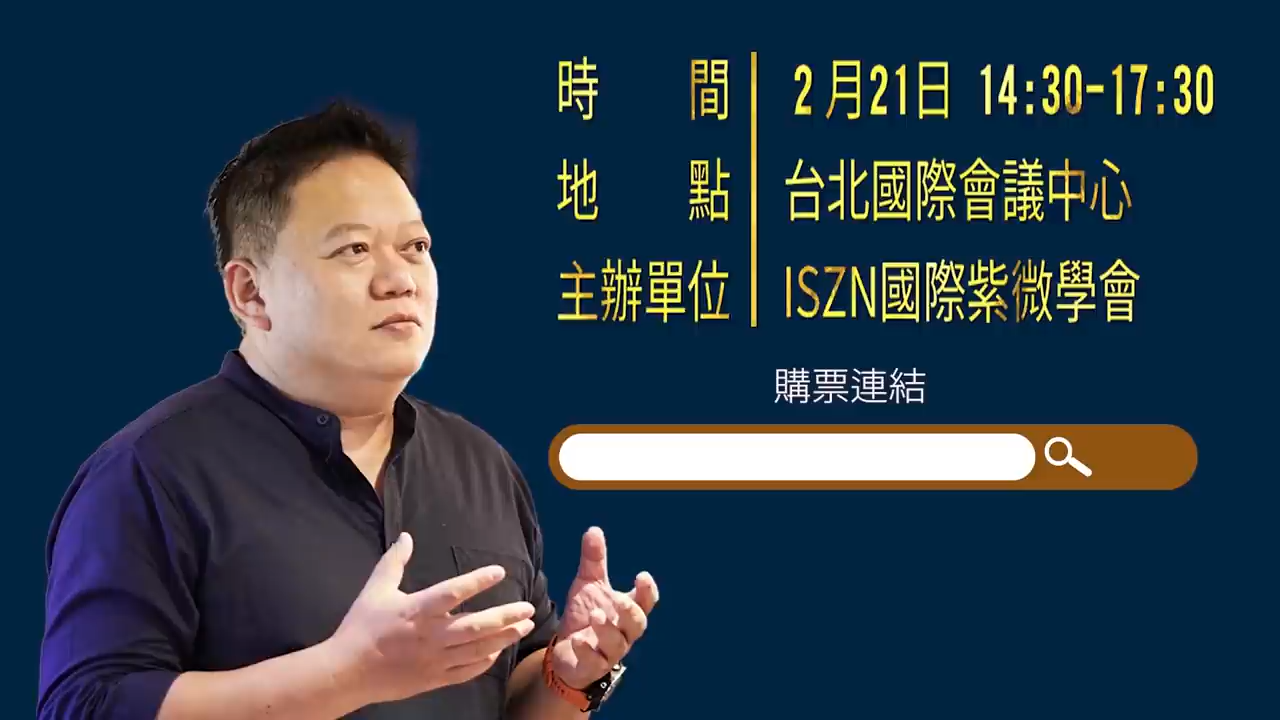 時間 2月21日 14:30-17:30
地點 台北國際會議中心
主辦單位 ISZN國際紫微學會
購票連結